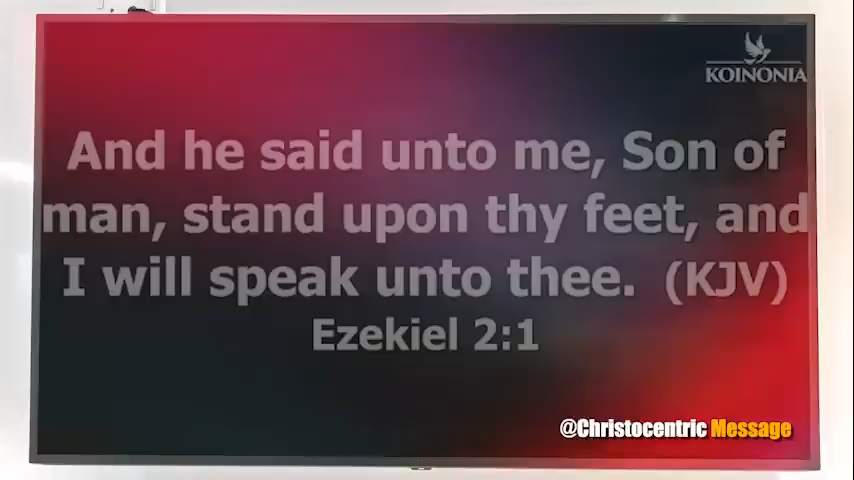 KOINONIA
And he said unto me, Son of
man, stand upon thy feet, and
I will speak unto thee. (KJV)
Ezekiel 2:1
@Christocentric Message